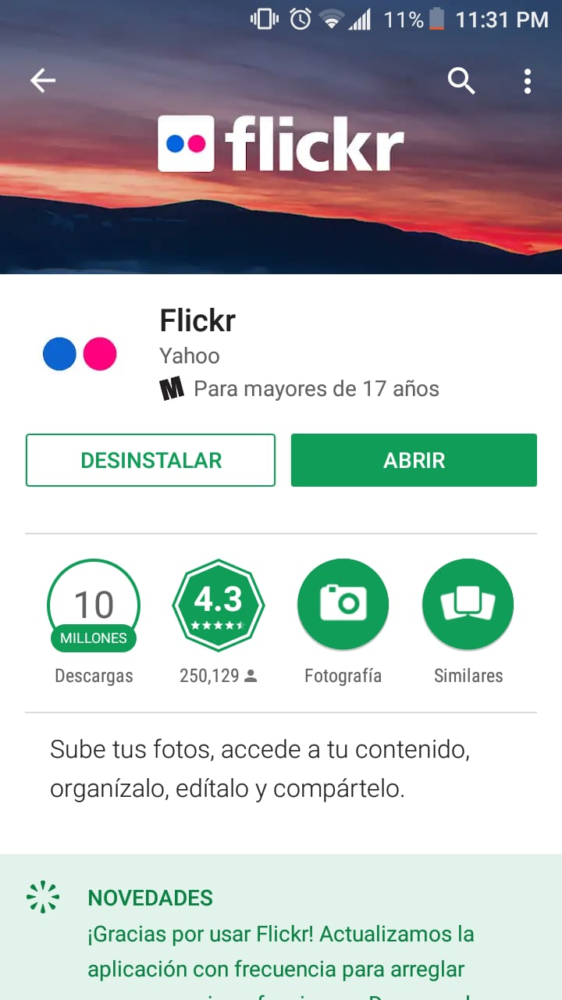 11% 11:31 PM
flickr
Flickr
Yahoo
M Para mayores de 17 años
DESINSTALAR
ABRIR
10
MILLONES
Descargas
4.3
250,129
Fotografía
Similares
Sube tus fotos, accede a tu contenido,
organízalo, edítalo y compártelo.
NOVEDADES
¡Gracias por usar Flickr! Actualizamos la
aplicación con frecuencia para arreglar